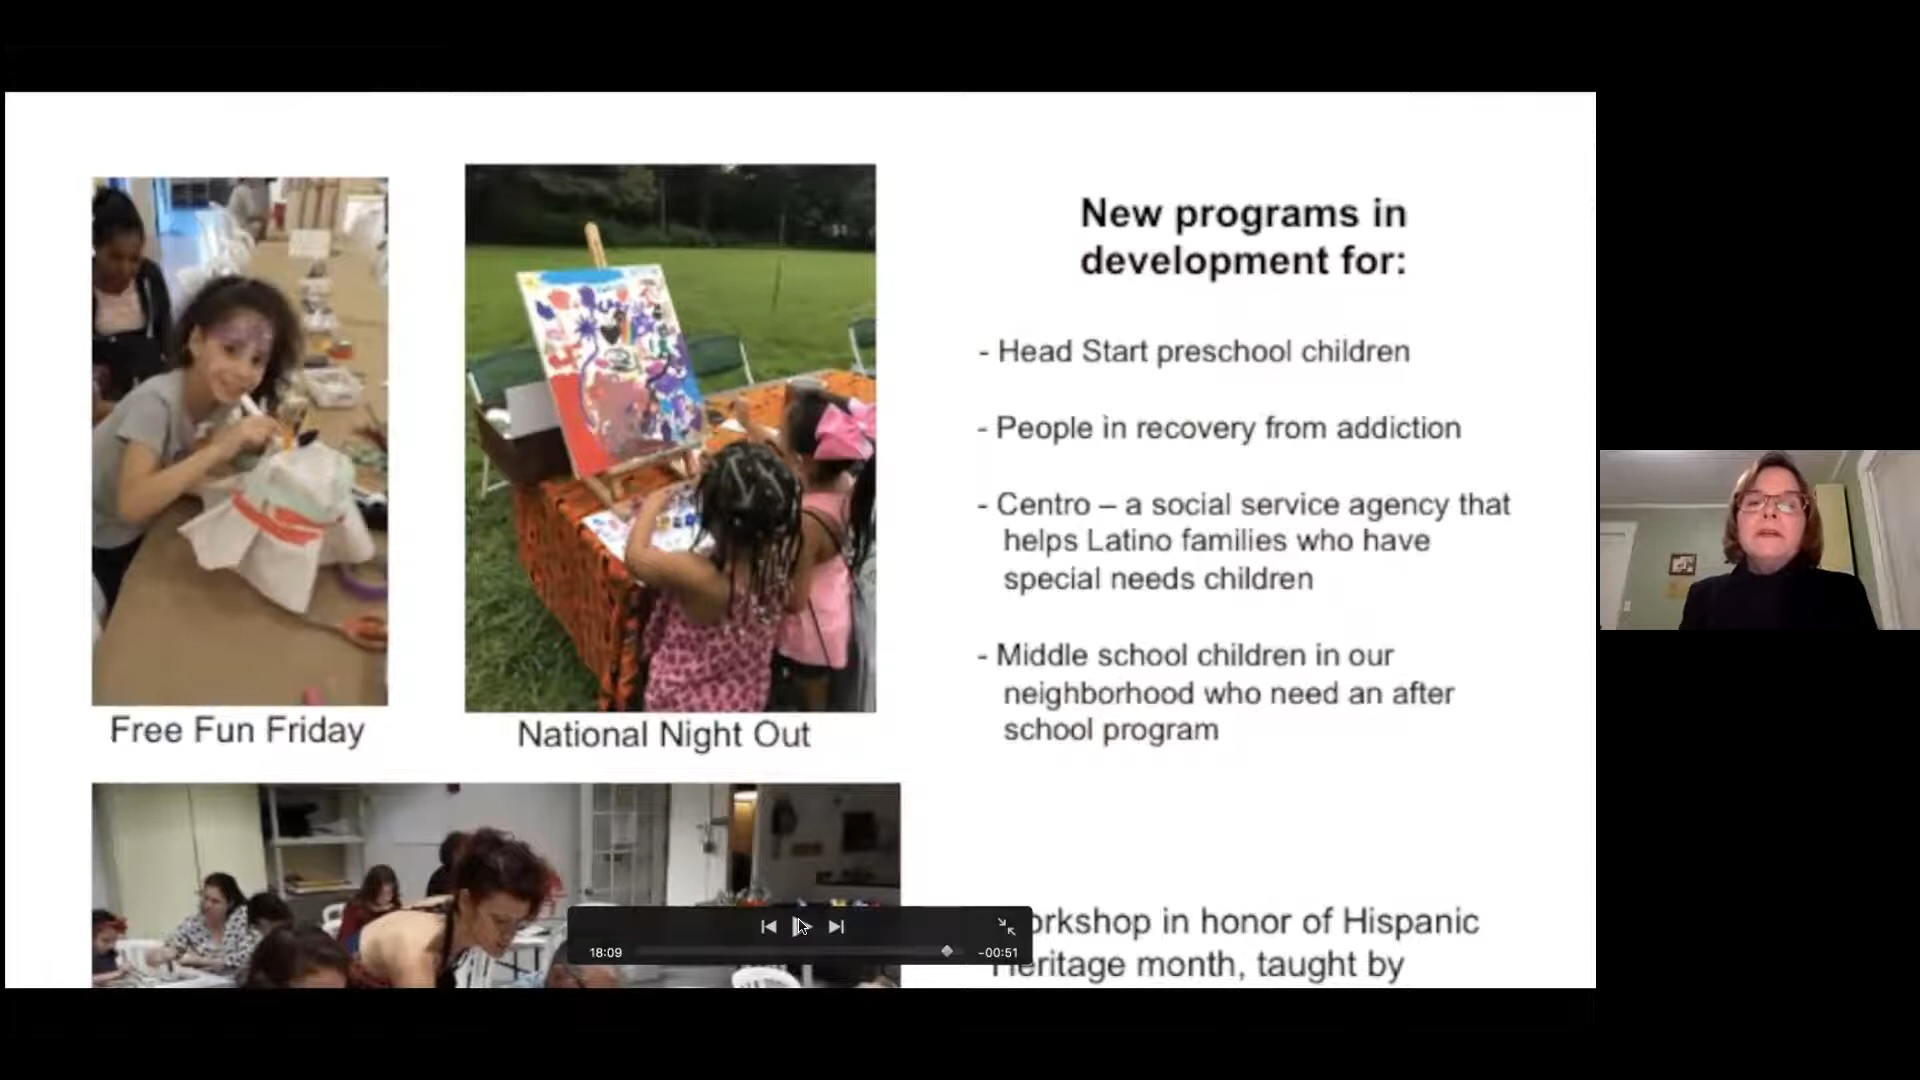 New programs in
development for:
- Head Start preschool children
- People in recovery from addiction
- Centro – a social service agency that
helps Latino families who have
special needs children
- Middle school children in our
neighborhood who need an after
school program
Free Fun Friday
National Night Out
in honor of Hispanic
Heritage month, taught by
18:09
-00:51